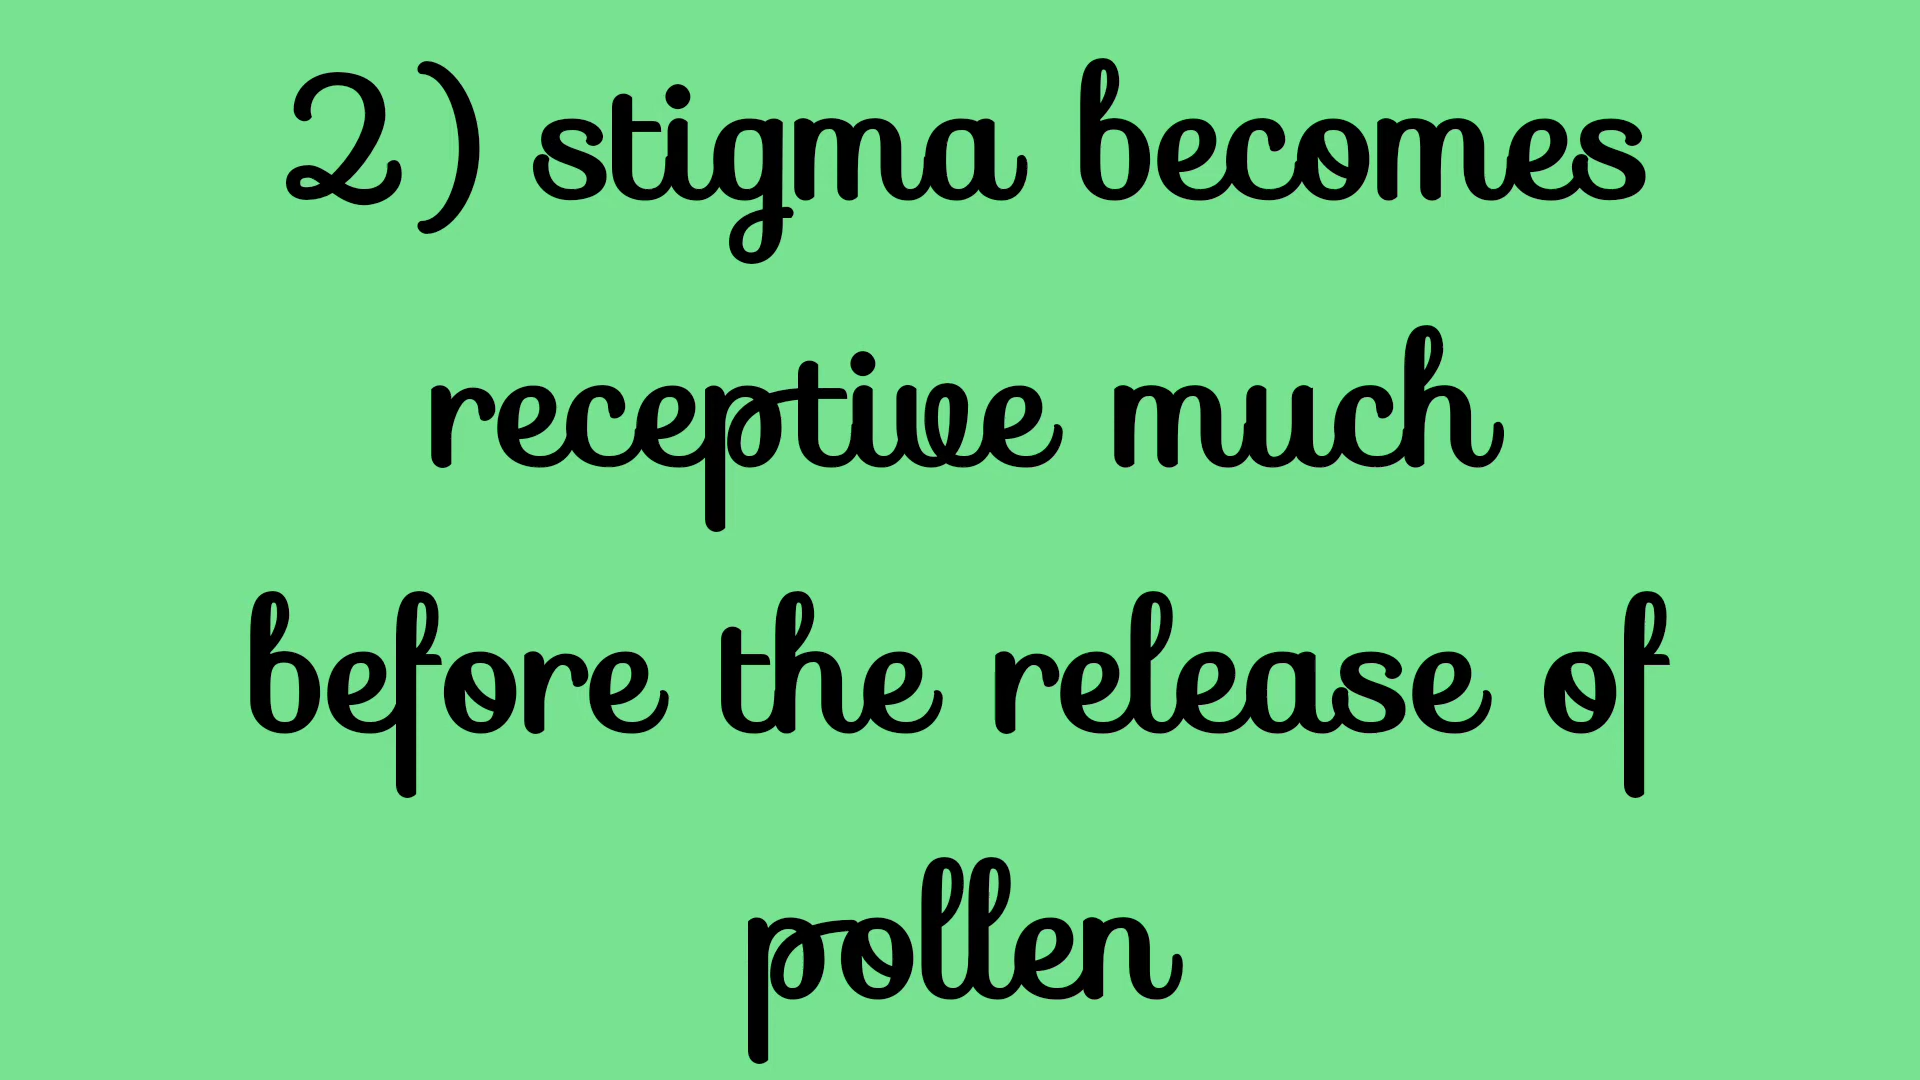 2) stigma becomes
receptive much
before the release of
pollen